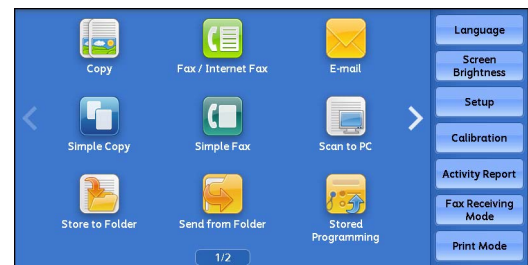 Copy
Fax / Internet Fax
E-mail
Simple Copy
Simple Fax
Scan to PC
Store to Folder
Send from Folder
Stored
Programming
1/2
Language
Screen
Brightness
Setup
Calibration
Activity Report
Fax Receiving
Mode
Print Mode